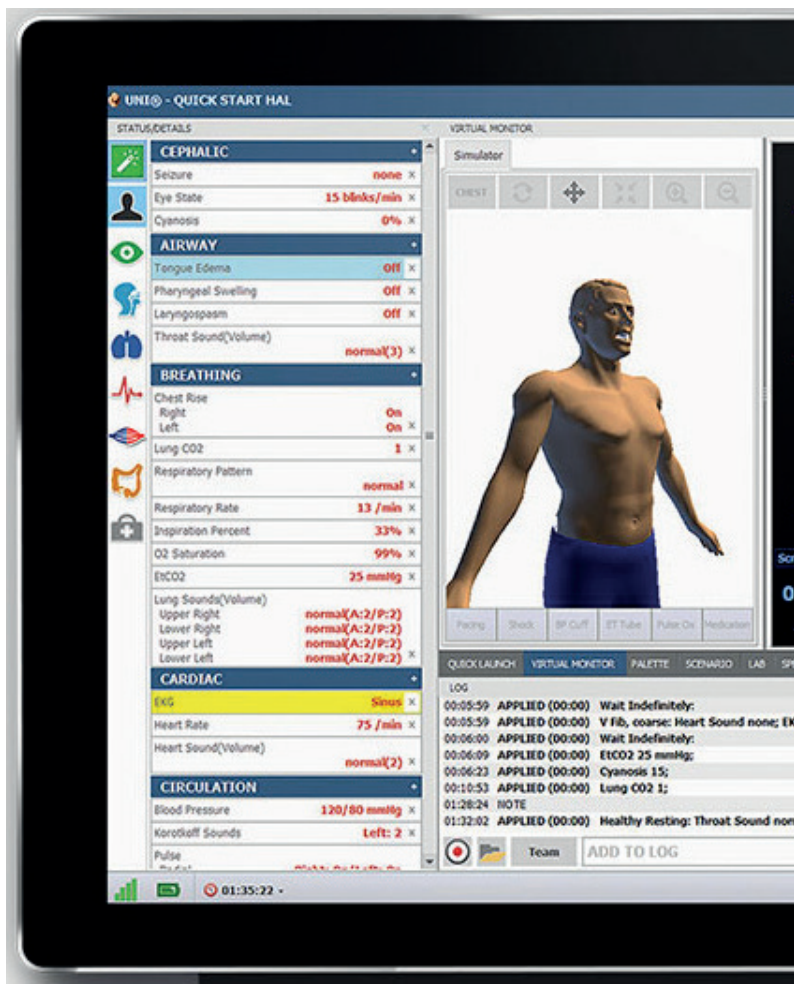 UNI® - QUICK START HAL
STATUS/DETAILS
CEPHALIC
Seizure none
Eye State 15 blinks/min
Cyanosis 0%
AIRWAY
Tongue Edema Off
Pharyngeal Swelling Off
Laryngospasm Off
Throat Sound(Volume)
normal(3)
BREATHING
Chest Rise
Right On
Left On
Lung CO2 1
Respiratory Pattern
normal
Respiratory Rate 13 /min
Inspiration Percent 33%
O2 Saturation 99%
EtCO2 25 mmHg
Lung Sounds(Volume)
Upper Right normal(A:2/P:2)
Lower Right normal(A:2/P:2)
Upper Left normal(A:2/P:2)
Lower Left normal(A:2/P:2)
CARDIAC
EKG Sinus
Heart Rate 75 /min
Heart Sound(Volume)
normal(2)
CIRCULATION
Blood Pressure 120/80 mmHg
Korotkoff Sounds Left: 2
Pulse
01:35:22
VIRTUAL MONITOR
Simulator
CHEST
Pacing Shock BP Cuff ET Tube Pulse Ox Medication
QUICK LAUNCH VIRTUAL MONITOR PALETTE SCENARIO LAB
LOG
00:05:59 APPLIED (00:00) Wait Indefinitely:
00:05:59 APPLIED (00:00) V Fib, coarse: Heart Sound none;
00:06:00 APPLIED (00:00) Wait Indefinitely:
00:06:09 APPLIED (00:00) EtCO2 25 mmHg;
00:06:23 APPLIED (00:00) Cyanosis 15;
00:10:53 APPLIED (00:00) Lung CO2 1;
01:28:24 NOTE
01:32:02 APPLIED (00:00) Healthy Resting: Throat Sound
Team ADD TO LOG